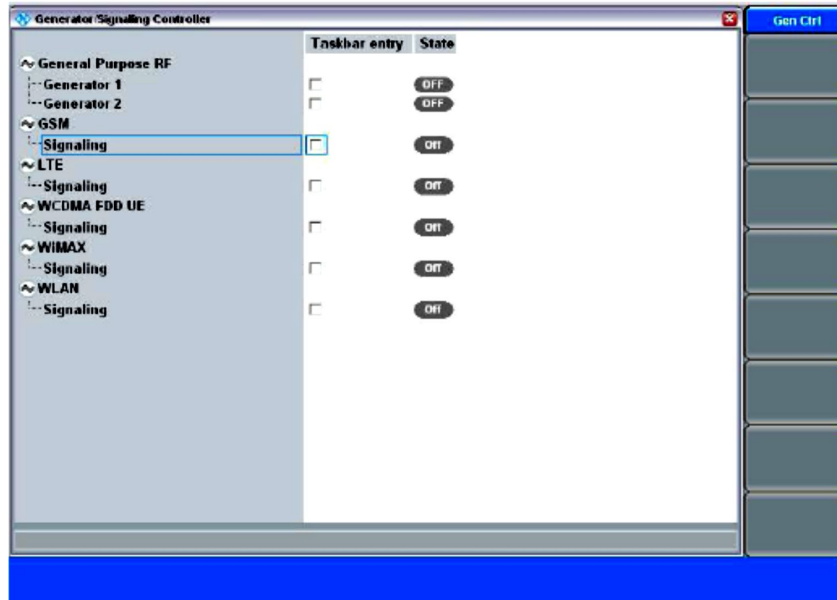 Generator/Signaling Controller
Gen Ctrl
Taskbar entry State
General Purpose RF
Generator 1 OFF
Generator 2 OFF
GSM
Signaling Off
LTE
Signaling Off
WCDMA FDD UE
Signaling Off
WiMAX
Signaling Off
WLAN
Signaling Off